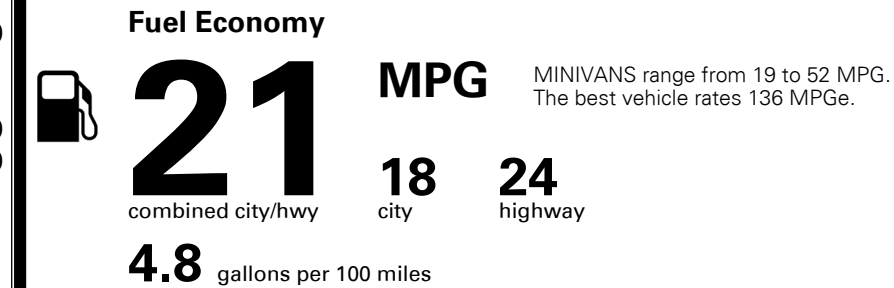 Fuel Economy
21
MPG
MINIVANS range from 19 to 52 MPG.
The best vehicle rates 136 MPGe.
18
24
combined city/hwy
city
highway
4.8 gallons per 100 miles